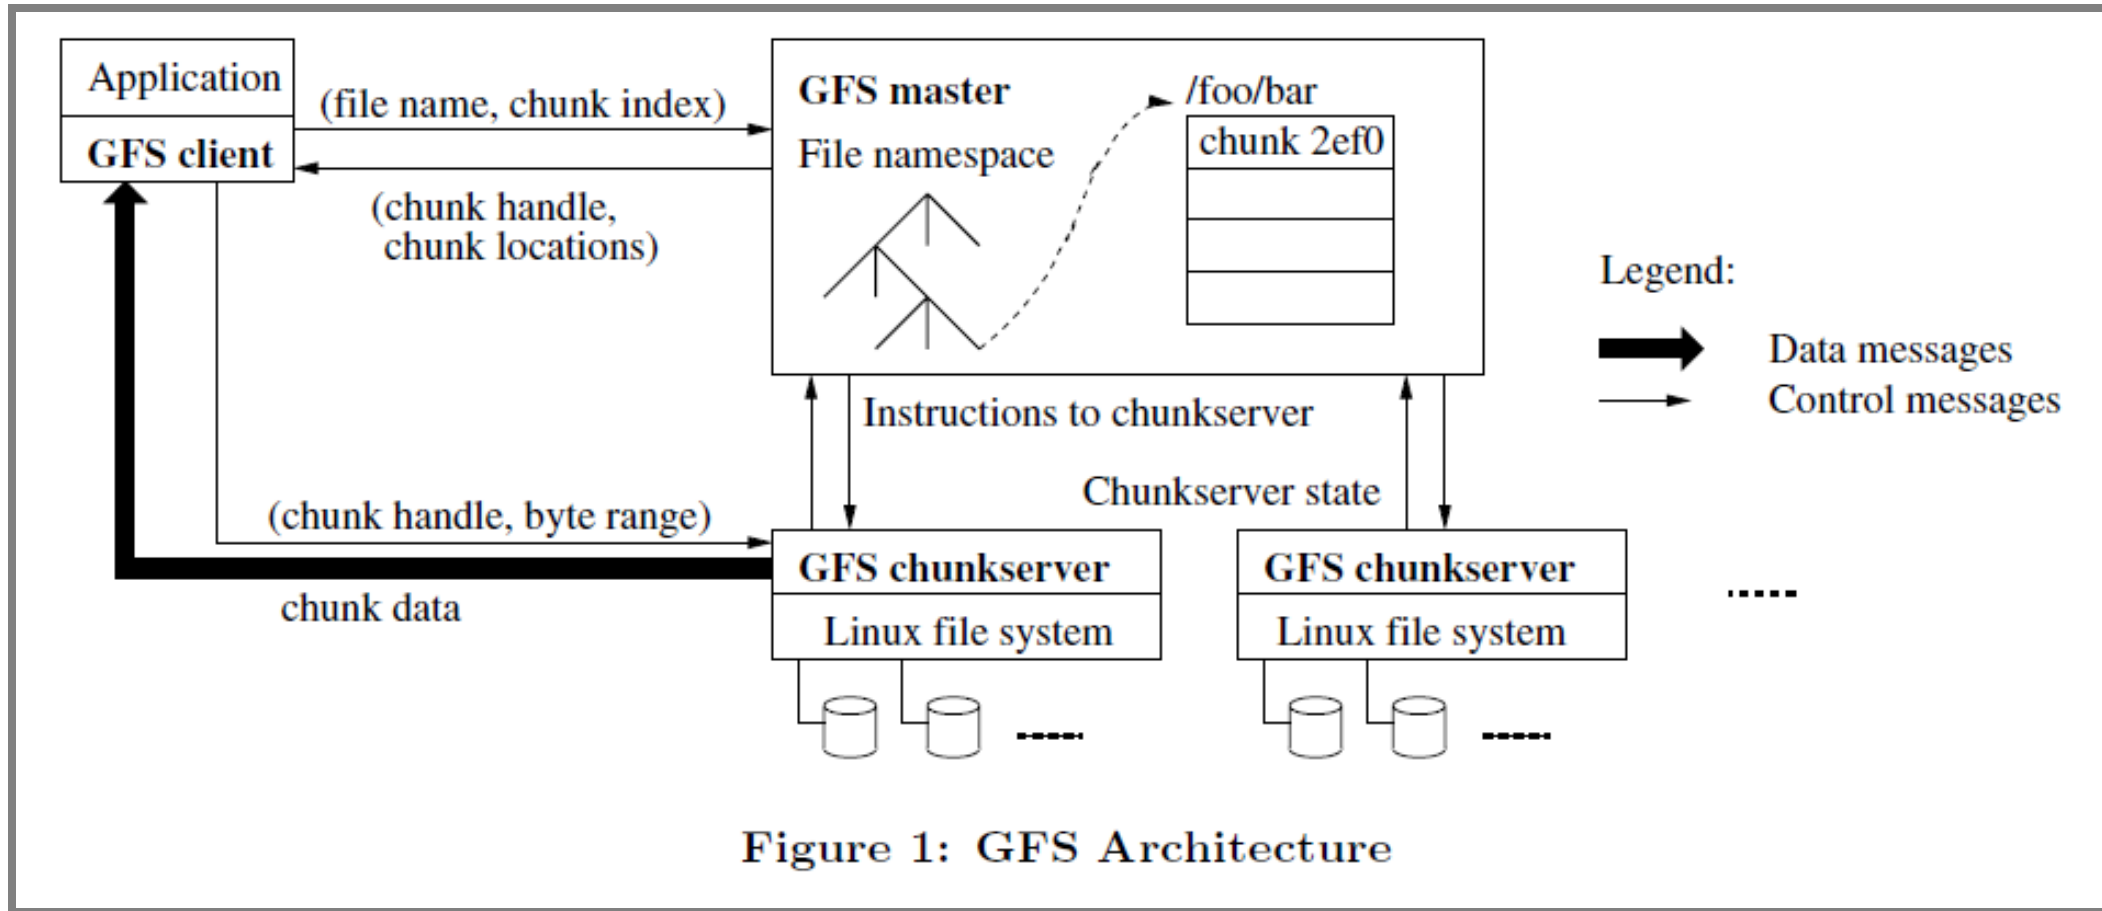 Application
GFS client
(file name, chunk index)
(chunk handle,
chunk locations)
GFS master
File namespace
/foo/bar
chunk 2ef0
Legend:
Data messages
Control messages
Instructions to chunkserver
Chunkserver state
(chunk handle, byte range)
chunk data
GFS chunkserver
Linux file system
GFS chunkserver
Linux file system
Figure 1: GFS Architecture